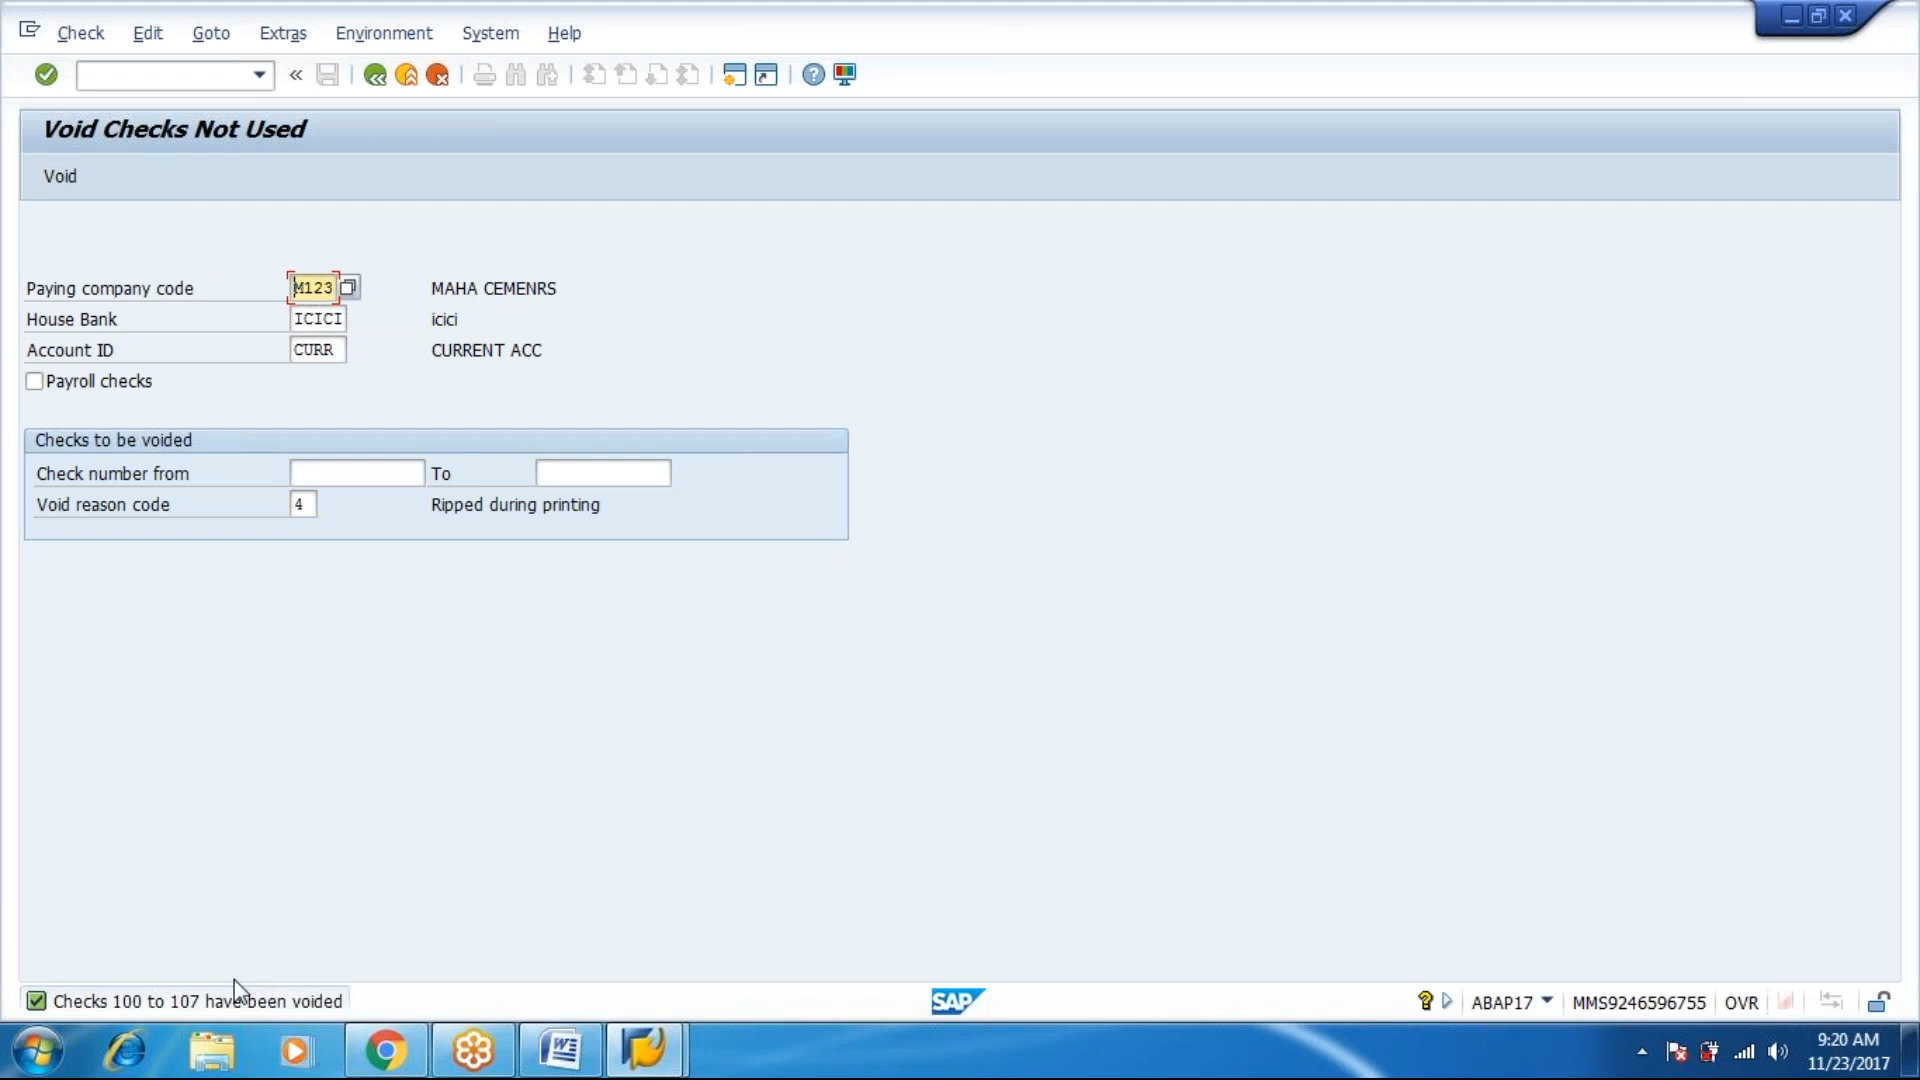 Check Edit Goto Extras Environment System Help
Void Checks Not Used
Void
Paying company code M123 MAHA CEMENRS
House Bank ICICI icici
Account ID CURR CURRENT ACC
Payroll checks
Checks to be voided
Check number from To
Void reason code 4 Ripped during printing
Checks 100 to 107 have been voided
SAP ABAP17 MMS9246596755 OVR
9:20 AM
11/23/2017